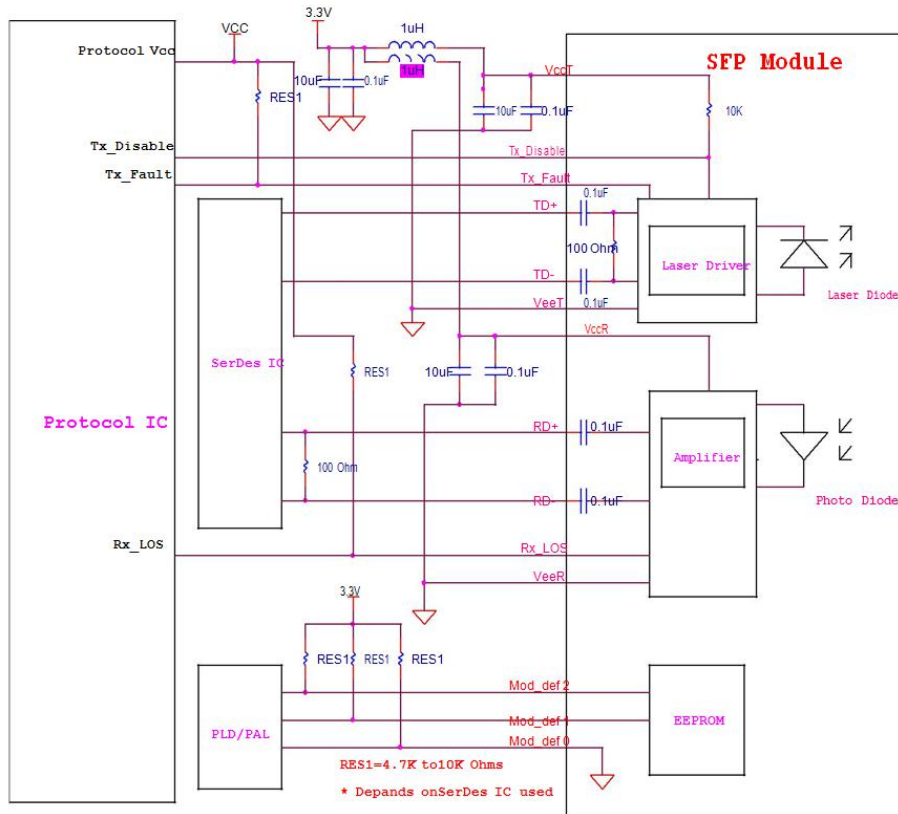 3.3V
VCC
1uH
Protocol Vcc
1uH
SFP Module
VccT
10uF
0.1uF
RES1
10uF
0.1uF
10K
Tx_Disable
Tx_Disable
Tx_Fault
Tx_Fault
0.1uF
TD+
100 Ohm
Laser Driver
TD-
Laser Diode
VeeT
0.1uF
VccR
SerDes IC
RES1
10uF
0.1uF
Protocol IC
RD+
0.1uF
Amplifier
100 Ohm
RD-
0.1uF
Photo Diode
Rx_LOS
Rx_LOS
VeeR
3.3V
RES1
RES1
RES1
Mod_def 2
PLD/PAL
Mod_def 1
EEPROM
Mod_def 0
RES1=4.7K to10K Ohms
* Depands onSerDes IC used